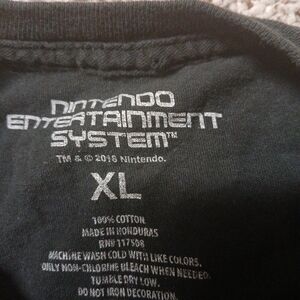 NINTENDO
ENTERTAINMENT
SYSTEM™
TM & © 2018 Nintendo.
XL
100% COTTON
MADE IN HONDURAS
RN# 117508
MACHINE WASH COLD WITH LIKE COLORS.
ONLY NON-CHLORINE BLEACH WHEN NEEDED.
TUMBLE DRY LOW.
DO NOT IRON DECORATION.